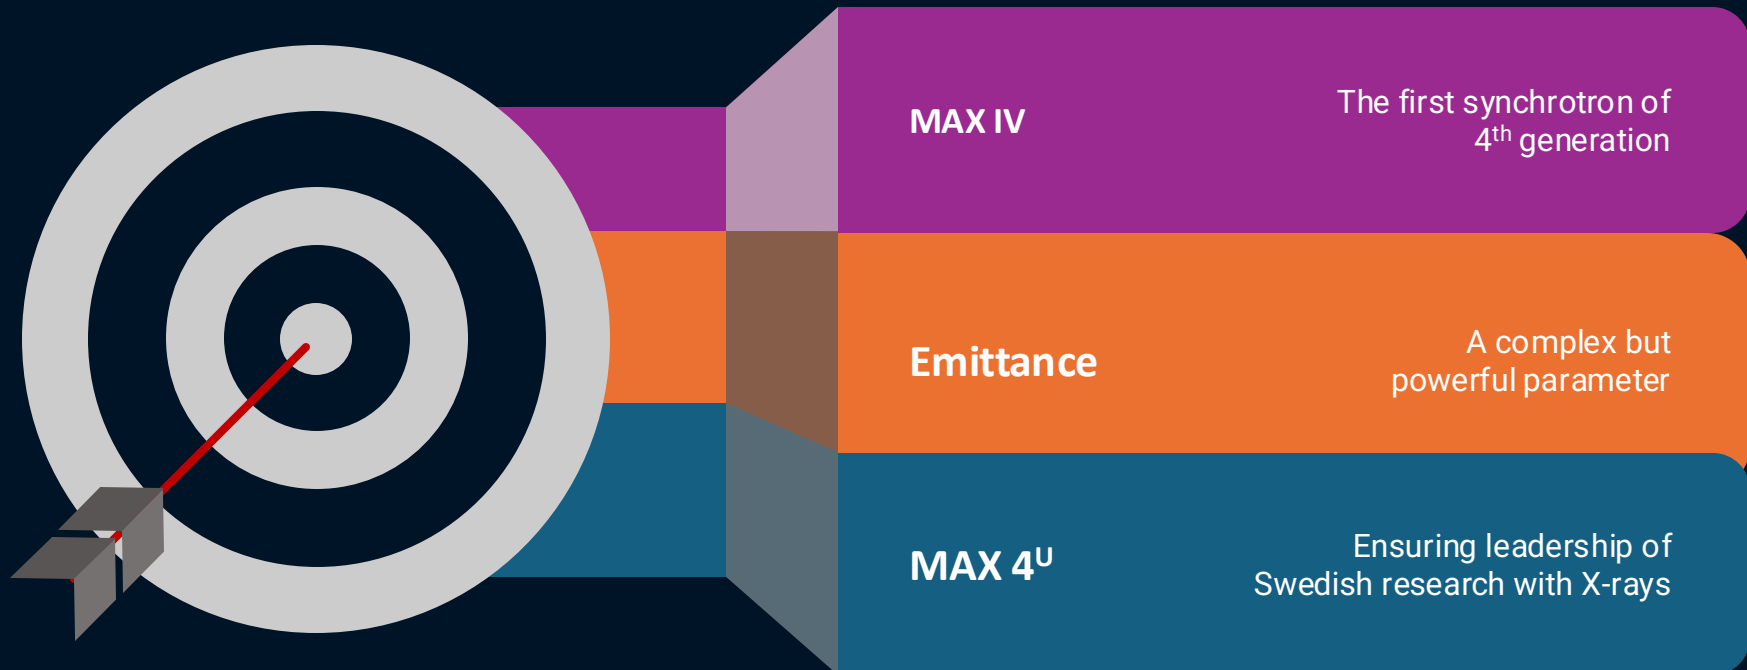 MAX IV
The first synchrotron of
4th generation
Emittance
A complex but
powerful parameter
MAX 4U
Ensuring leadership of
Swedish research with X-rays